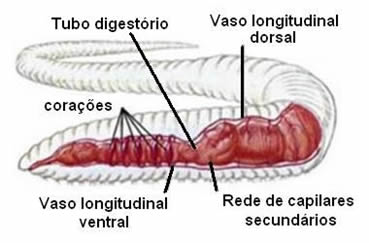 Tubo digestório
Vaso longitudinal
dorsal
corações
Vaso longitudinal
ventral
Rede de capilares
secundários